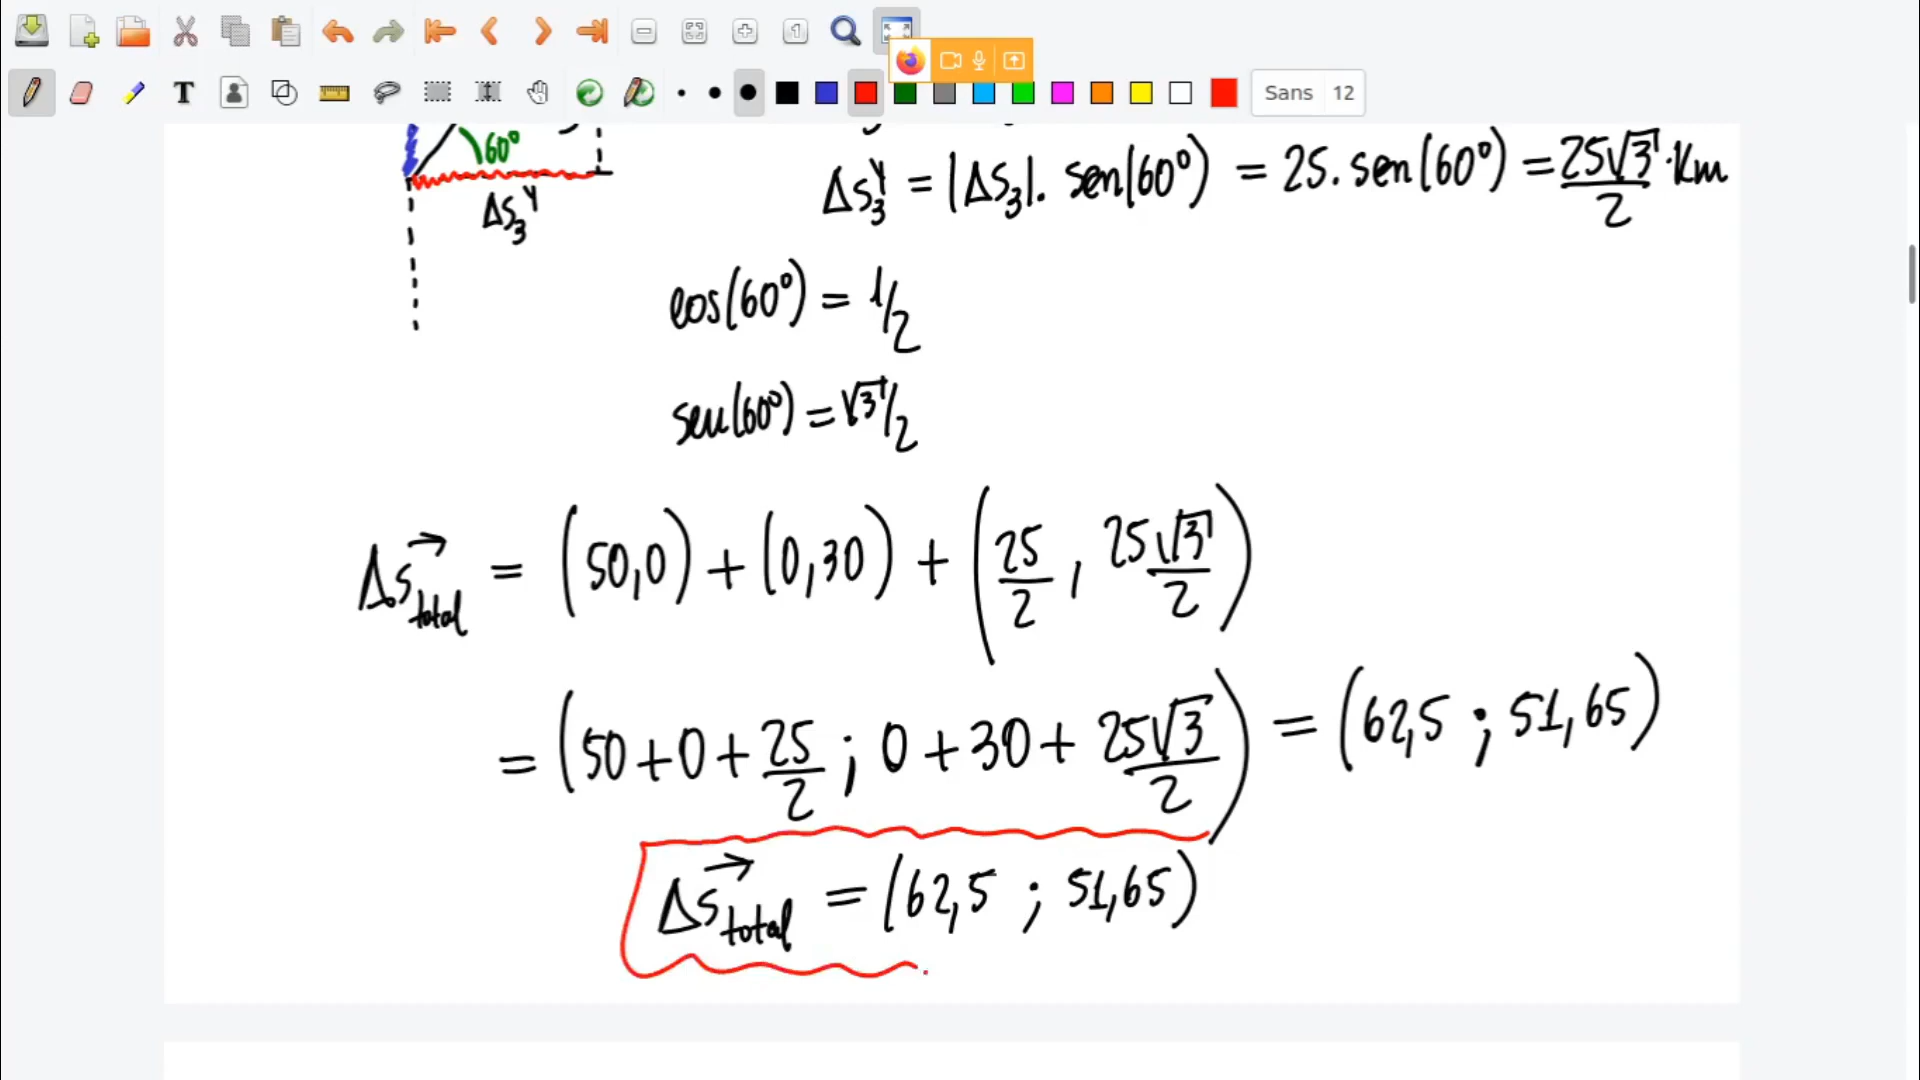 Sans 12
60°
Δs₃ʸ = |Δs₃|. sen(60°) = 25. sen(60°) = 25√3/2 · Km
Δs₃ʸ
cos(60°) = 1/2
sen(60°) = √3/2
Δs⃗total = (50,0) + (0,30) + (25/2 , 25√3/2)
= (50+0+25/2 ; 0+30+25√3/2) = (62,5 ; 51,65)
Δs⃗total = (62,5 ; 51,65)